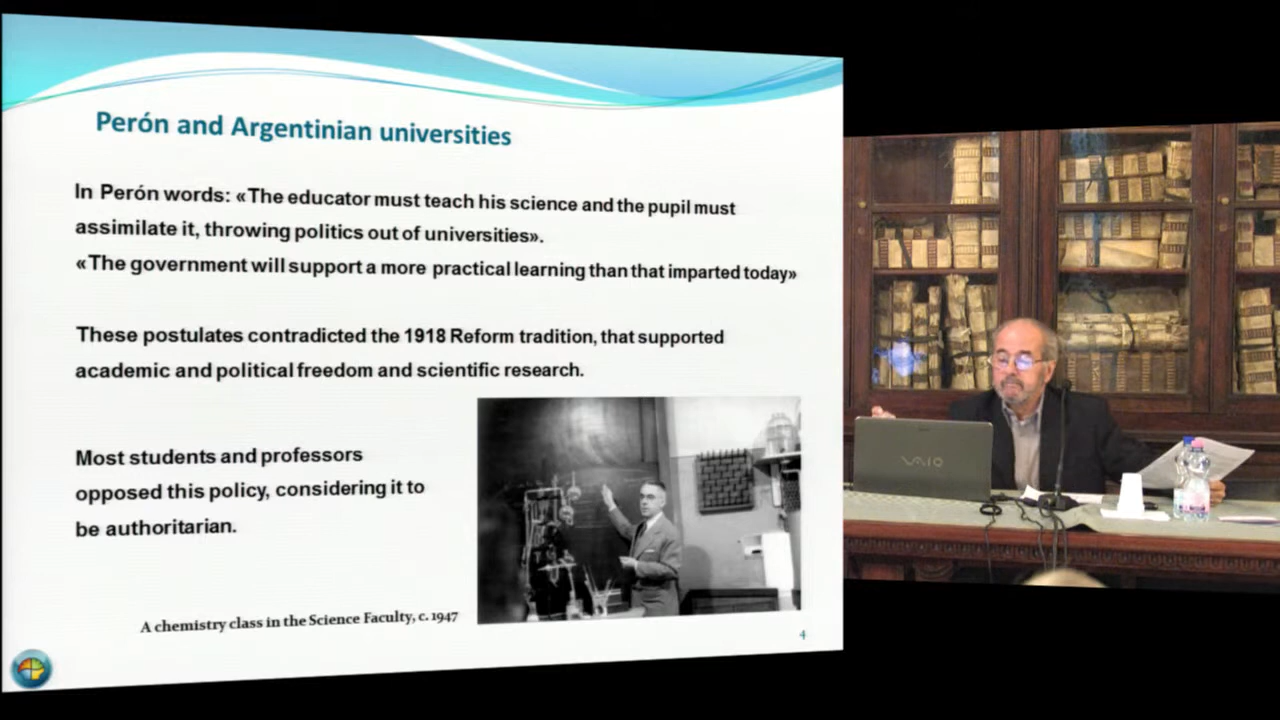 Perón and Argentinian universities
In Perón words: «The educator must teach his science and the pupil must
assimilate it, throwing politics out of universities».
«The government will support a more practical learning than that imparted today»
These postulates contradicted the 1918 Reform tradition, that supported
academic and political freedom and scientific research.
Most students and professors
opposed this policy, considering it to
be authoritarian.
A chemistry class in the Science Faculty, c. 1947
4
VAIO